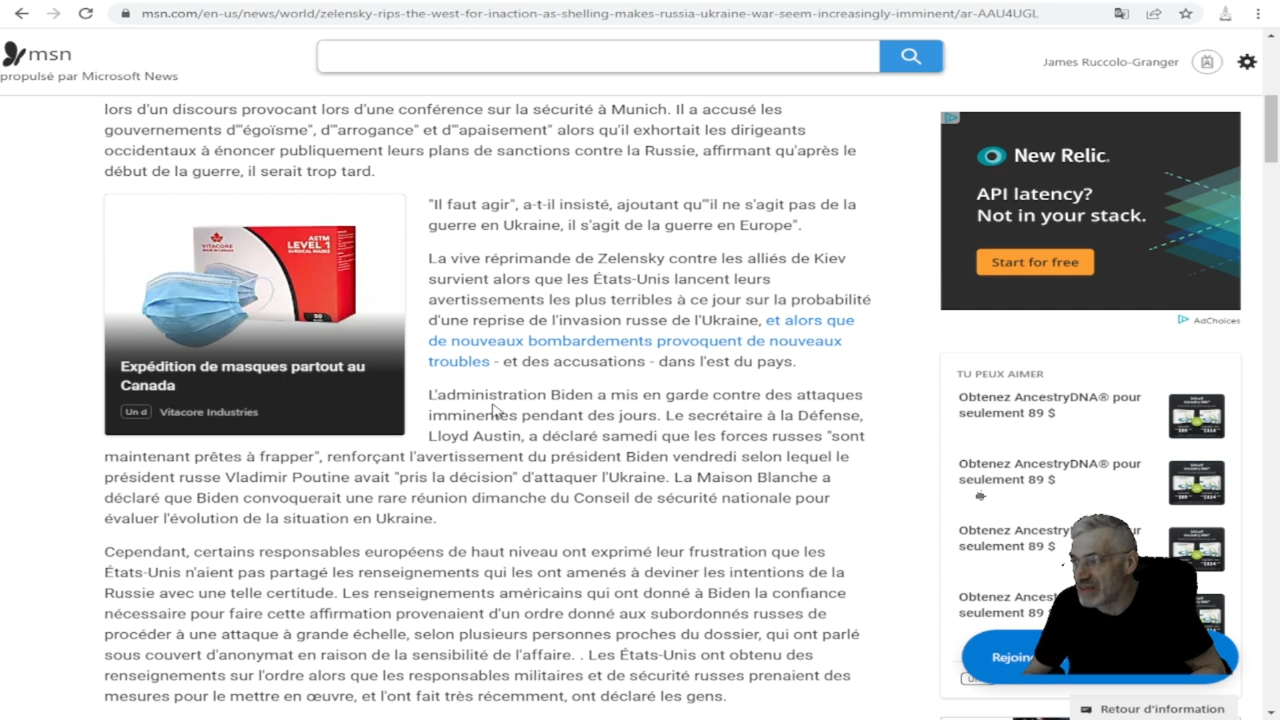 msn.com/en-us/news/world/zelensky-rips-the-west-for-inaction-as-shelling-makes-russia-ukraine-war-seem-increasingly-imminent/ar-AAU4UGL
msn
propulsé par Microsoft News
James Ruccolo-Granger
lors d'un discours provocant lors d'une conférence sur la sécurité à Munich. Il a accusé les
gouvernements d'"égoïsme", d'"arrogance" et d'"apaisement" alors qu'il exhortait les dirigeants
occidentaux à énoncer publiquement leurs plans de sanctions contre la Russie, affirmant qu'après le
début de la guerre, il serait trop tard.
VITACORE
ASTM
LEVEL 1
SURGICAL MASKS
50
Expédition de masques partout au
Canada
Un d
Vitacore Industries
"Il faut agir", a-t-il insisté, ajoutant qu'"il ne s'agit pas de la
guerre en Ukraine, il s'agit de la guerre en Europe".
La vive réprimande de Zelensky contre les alliés de Kiev
survient alors que les États-Unis lancent leurs
avertissements les plus terribles à ce jour sur la probabilité
d'une reprise de l'invasion russe de l'Ukraine, et alors que
de nouveaux bombardements provoquent de nouveaux
troubles - et des accusations - dans l'est du pays.
L'administration Biden a mis en garde contre des attaques
imminentes pendant des jours. Le secrétaire à la Défense,
Lloyd Austin, a déclaré samedi que les forces russes "sont
maintenant prêtes à frapper", renforçant l'avertissement du président Biden vendredi selon lequel le
président russe Vladimir Poutine avait "pris la décision" d'attaquer l'Ukraine. La Maison Blanche a
déclaré que Biden convoquerait une rare réunion dimanche du Conseil de sécurité nationale pour
évaluer l'évolution de la situation en Ukraine.
Cependant, certains responsables européens de haut niveau ont exprimé leur frustration que les
États-Unis n'aient pas partagé les renseignements qui les ont amenés à deviner les intentions de la
Russie avec une telle certitude. Les renseignements américains qui ont donné à Biden la confiance
nécessaire pour faire cette affirmation provenaient d'un ordre donné aux subordonnés russes de
procéder à une attaque à grande échelle, selon plusieurs personnes proches du dossier, qui ont parlé
sous couvert d'anonymat en raison de la sensibilité de l'affaire. . Les États-Unis ont obtenu des
renseignements sur l'ordre alors que les responsables militaires et de sécurité russes prenaient des
mesures pour le mettre en œuvre, et l'ont fait très récemment, ont déclaré les gens.
New Relic.
API latency?
Not in your stack.
Start for free
AdChoices
TU PEUX AIMER
Obtenez AncestryDNA® pour
seulement 89 $
Obtenez AncestryDNA® pour
seulement 89 $
Obtenez AncestryDNA® pour
seulement 89 $
Obtenez
seulement 89 $
Rejoine
Retour d'information